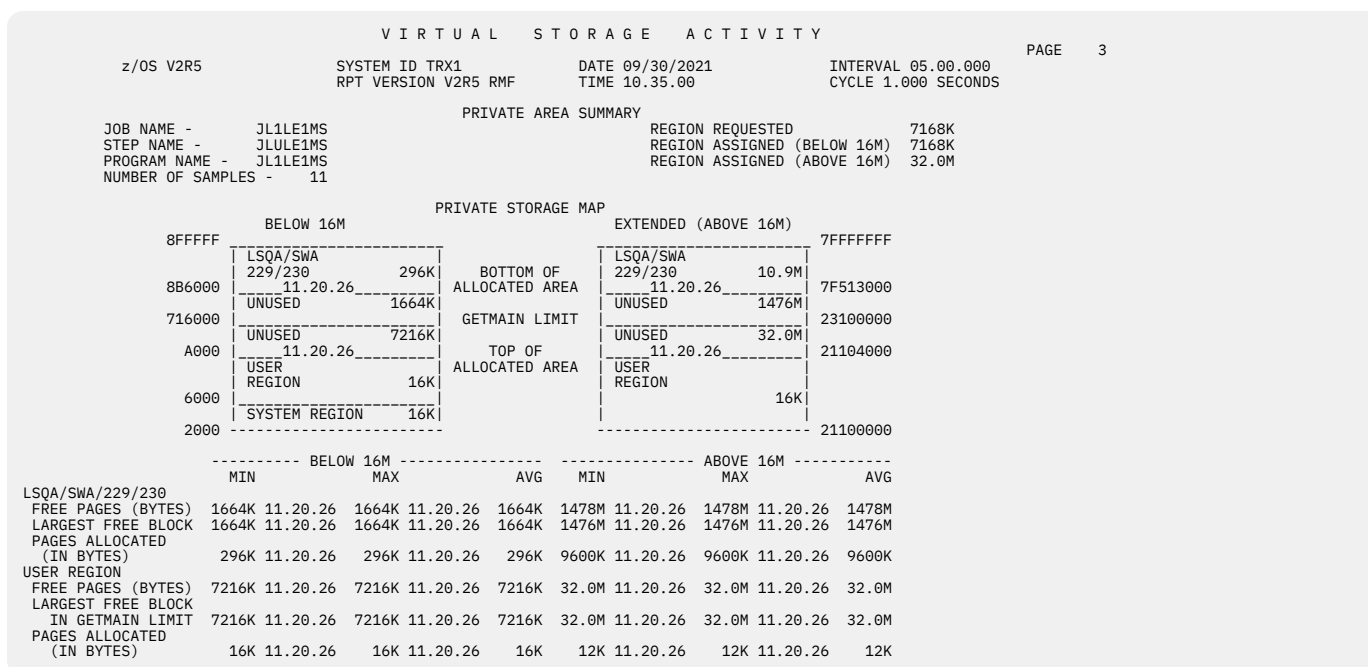 V I R T U A L   S T O R A G E   A C T I V I T Y
PAGE    3
z/OS V2R5               SYSTEM ID TRX1             DATE 09/30/2021            INTERVAL 05.00.000
RPT VERSION V2R5 RMF       TIME 10.35.00              CYCLE 1.000 SECONDS
PRIVATE AREA SUMMARY
JOB NAME -       JL1LE1MS                                       REGION REQUESTED              7168K
STEP NAME -      JLULE1MS                                       REGION ASSIGNED (BELOW 16M)  7168K
PROGRAM NAME -   JL1LE1MS                                       REGION ASSIGNED (ABOVE 16M)  32.0M
NUMBER OF SAMPLES -    11
PRIVATE STORAGE MAP
BELOW 16M                                 EXTENDED (ABOVE 16M)
8FFFFF ________________________                    ________________________ 7FFFFFFF
| LSQA/SWA              |                    | LSQA/SWA              |
| 229/230          296K|     BOTTOM OF      | 229/230         10.9M|
8B6000 |_____11.20.26_________|  ALLOCATED AREA    |_____11.20.26_________| 7F513000
| UNUSED          1664K|                    | UNUSED          1476M|
716000 |______________________|   GETMAIN LIMIT    |______________________| 23100000
| UNUSED          7216K|                    | UNUSED          32.0M|
A000 |_____11.20.26_________|      TOP OF        |_____11.20.26_________| 21104000
| USER                 |  ALLOCATED AREA    | USER                 |
| REGION            16K|                    | REGION               |
6000 |______________________|                    |                   16K|
| SYSTEM REGION     16K|                    |                      |
2000 ------------------------                    ------------------------ 21100000
---------- BELOW 16M ----------------  --------------- ABOVE 16M -----------
MIN             MAX             AVG    MIN             MAX             AVG
LSQA/SWA/229/230
FREE PAGES (BYTES)  1664K 11.20.26  1664K 11.20.26  1664K  1478M 11.20.26  1478M 11.20.26  1478M
LARGEST FREE BLOCK  1664K 11.20.26  1664K 11.20.26  1664K  1476M 11.20.26  1476M 11.20.26  1476M
PAGES ALLOCATED
(IN BYTES)          296K 11.20.26   296K 11.20.26   296K  9600K 11.20.26  9600K 11.20.26  9600K
USER REGION
FREE PAGES (BYTES)  7216K 11.20.26  7216K 11.20.26  7216K  32.0M 11.20.26  32.0M 11.20.26  32.0M
LARGEST FREE BLOCK
IN GETMAIN LIMIT  7216K 11.20.26  7216K 11.20.26  7216K  32.0M 11.20.26  32.0M 11.20.26  32.0M
PAGES ALLOCATED
(IN BYTES)          16K 11.20.26    16K 11.20.26    16K    12K 11.20.26    12K 11.20.26    12K